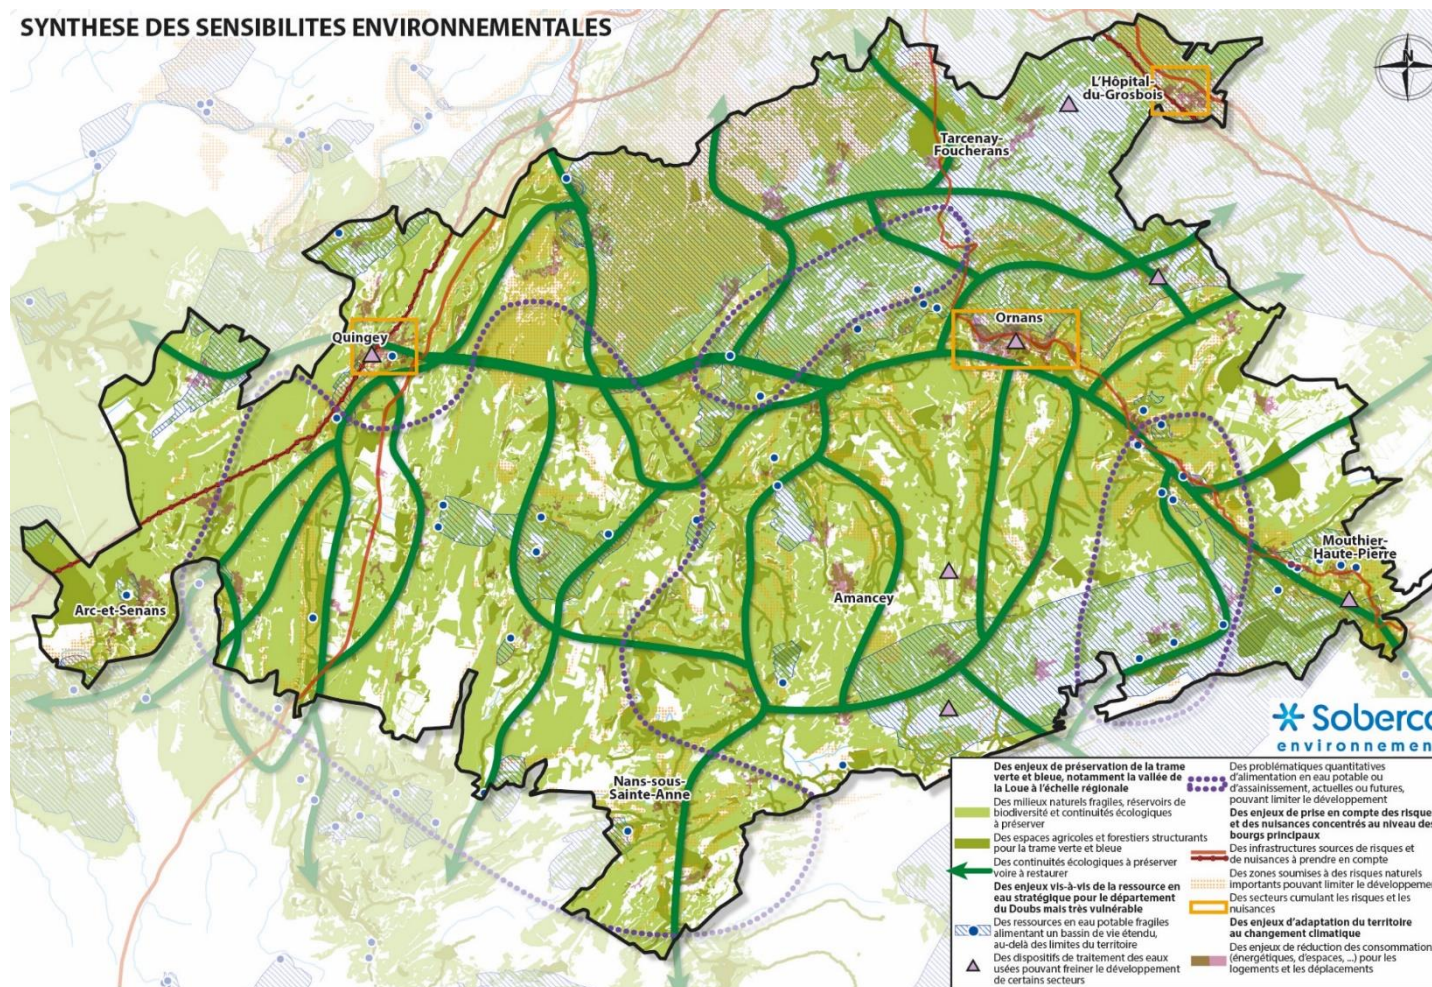 SYNTHESE DES SENSIBILITES ENVIRONNEMENTALES
L'Hôpital-
du-Grosbois
Tarcenay-
Foucherans
Quingey
Ornans
Mouthier-
Haute-Pierre
Arc-et-Senans
Amancey
Nans-sous-
Sainte-Anne
Soberco
environnemen
Des enjeux de préservation de la trame
verte et bleue, notamment la vallée de
la Loue à l'échelle régionale
Des milieux naturels fragiles, réservoirs de
biodiversité et continuités écologiques
à préserver
Des espaces agricoles et forestiers structurants
pour la trame verte et bleue
Des continuités écologiques à préserver
voire à restaurer
Des enjeux vis-à-vis de la ressource en
eau stratégique pour le département
du Doubs mais très vulnérable
Des ressources en eau potable fragiles
alimentant un bassin de vie étendu,
au-delà des limites du territoire
Des dispositifs de traitement des eaux
usées pouvant freiner le développement
de certains secteurs
Des problématiques quantitatives
d'alimentation en eau potable ou
d'assainissement, actuelles ou futures,
pouvant limiter le développement
Des enjeux de prise en compte des risque
et des nuisances concentrés au niveau des
bourgs principaux
Des infrastructures sources de risques et
de nuisances à prendre en compte
Des zones soumises à des risques naturels
importants pouvant limiter le développemen
Des secteurs cumulant les risques et les
nuisances
Des enjeux d'adaptation du territoire
au changement climatique
Des enjeux de réduction des consommation
(énergétiques, d'espaces, ...) pour les
logements et les déplacements